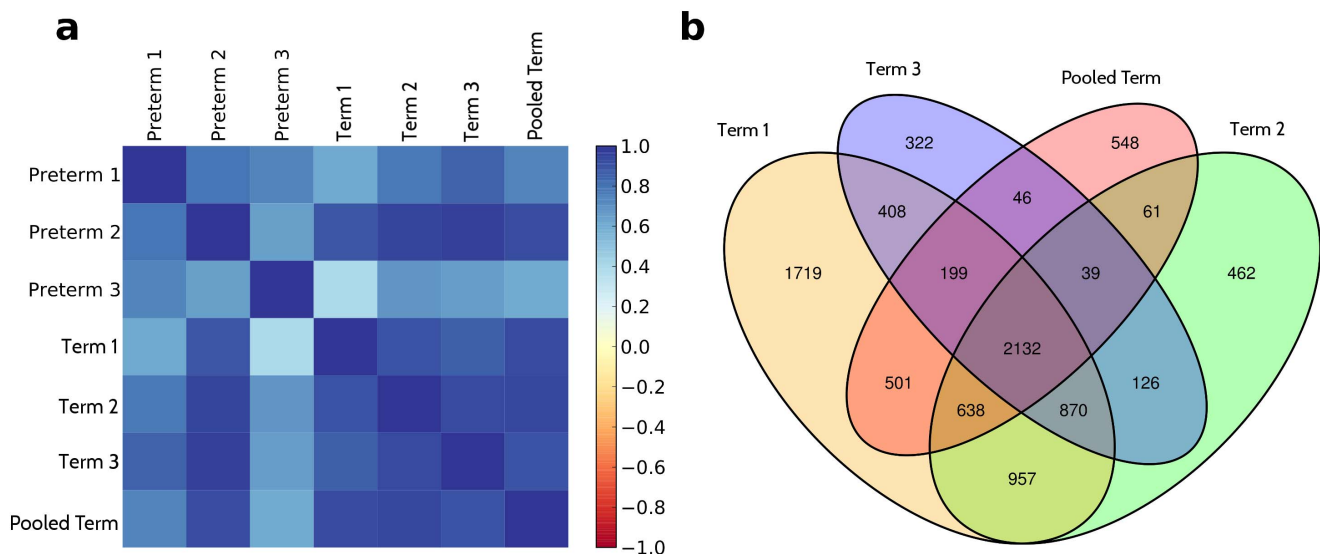 a
Preterm 1
Preterm 2
Preterm 3
Term 1
Term 2
Term 3
Pooled Term
Preterm 1
Preterm 2
Preterm 3
Term 1
Term 2
Term 3
Pooled Term
1.0
0.8
0.6
0.4
0.2
0.0
−0.2
−0.4
−0.6
−0.8
−1.0
b
Term 3
Pooled Term
Term 1
Term 2
322
548
408
46
61
1719
199
39
462
2132
501
126
638
870
957